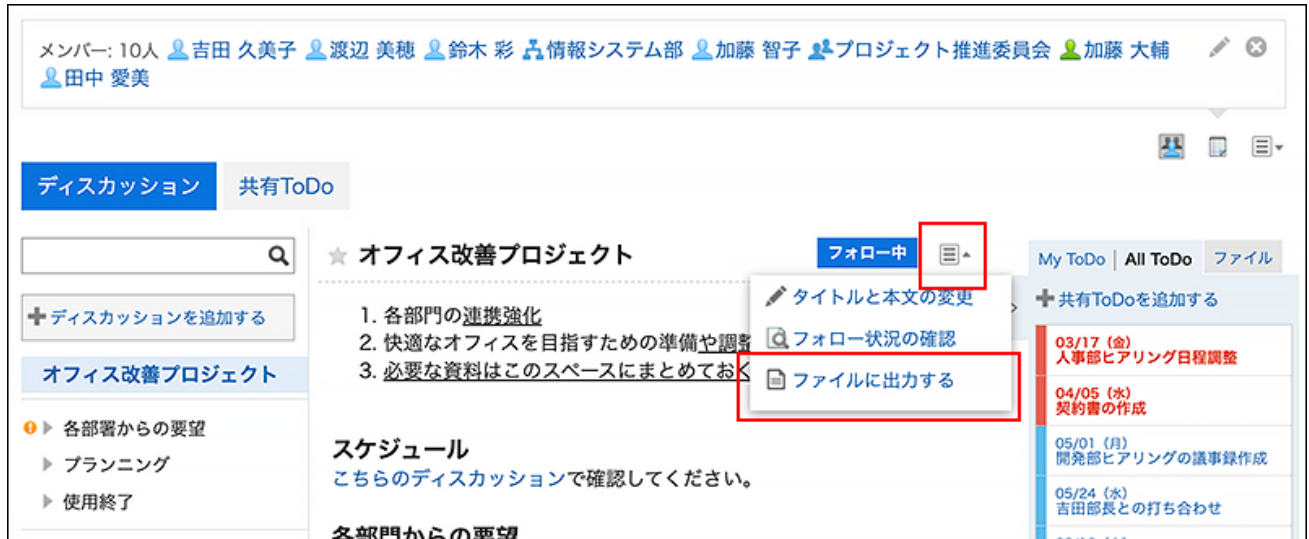 メンバー: 10人 吉田 久美子 渡辺 美穂 鈴木 彩 情報システム部 加藤 智子 プロジェクト推進委員会 加藤 大輔
田中 愛美
ディスカッション 共有ToDo
オフィス改善プロジェクト フォロー中
My ToDo | All ToDo ファイル
ディスカッションを追加する
オフィス改善プロジェクト
各部署からの要望
プランニング
使用終了
1. 各部門の連携強化
2. 快適なオフィスを目指すための準備や調整
3. 必要な資料はこのスペースにまとめておく
スケジュール
こちらのディスカッションで確認してください。
各部門からの要望
タイトルと本文の変更
フォロー状況の確認
ファイルに出力する
共有ToDoを追加する
03/17（金）
人事部ヒアリング日程調整
04/05（水）
契約書の作成
05/01（月）
開発部ヒアリングの議事録作成
05/24（水）
吉田部長との打ち合わせ